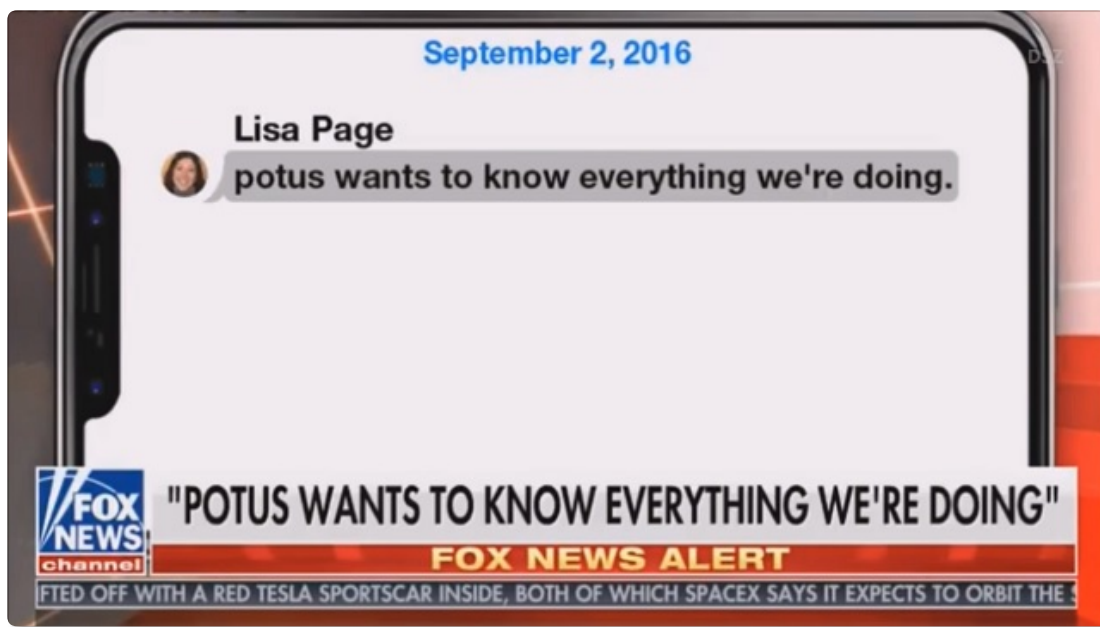 September 2, 2016
DSZ
Lisa Page
potus wants to know everything we're doing.
FOX
NEWS
channel
"POTUS WANTS TO KNOW EVERYTHING WE'RE DOING"
FOX NEWS ALERT
FTED OFF WITH A RED TESLA SPORTSCAR INSIDE, BOTH OF WHICH SPACEX SAYS IT EXPECTS TO ORBIT THE